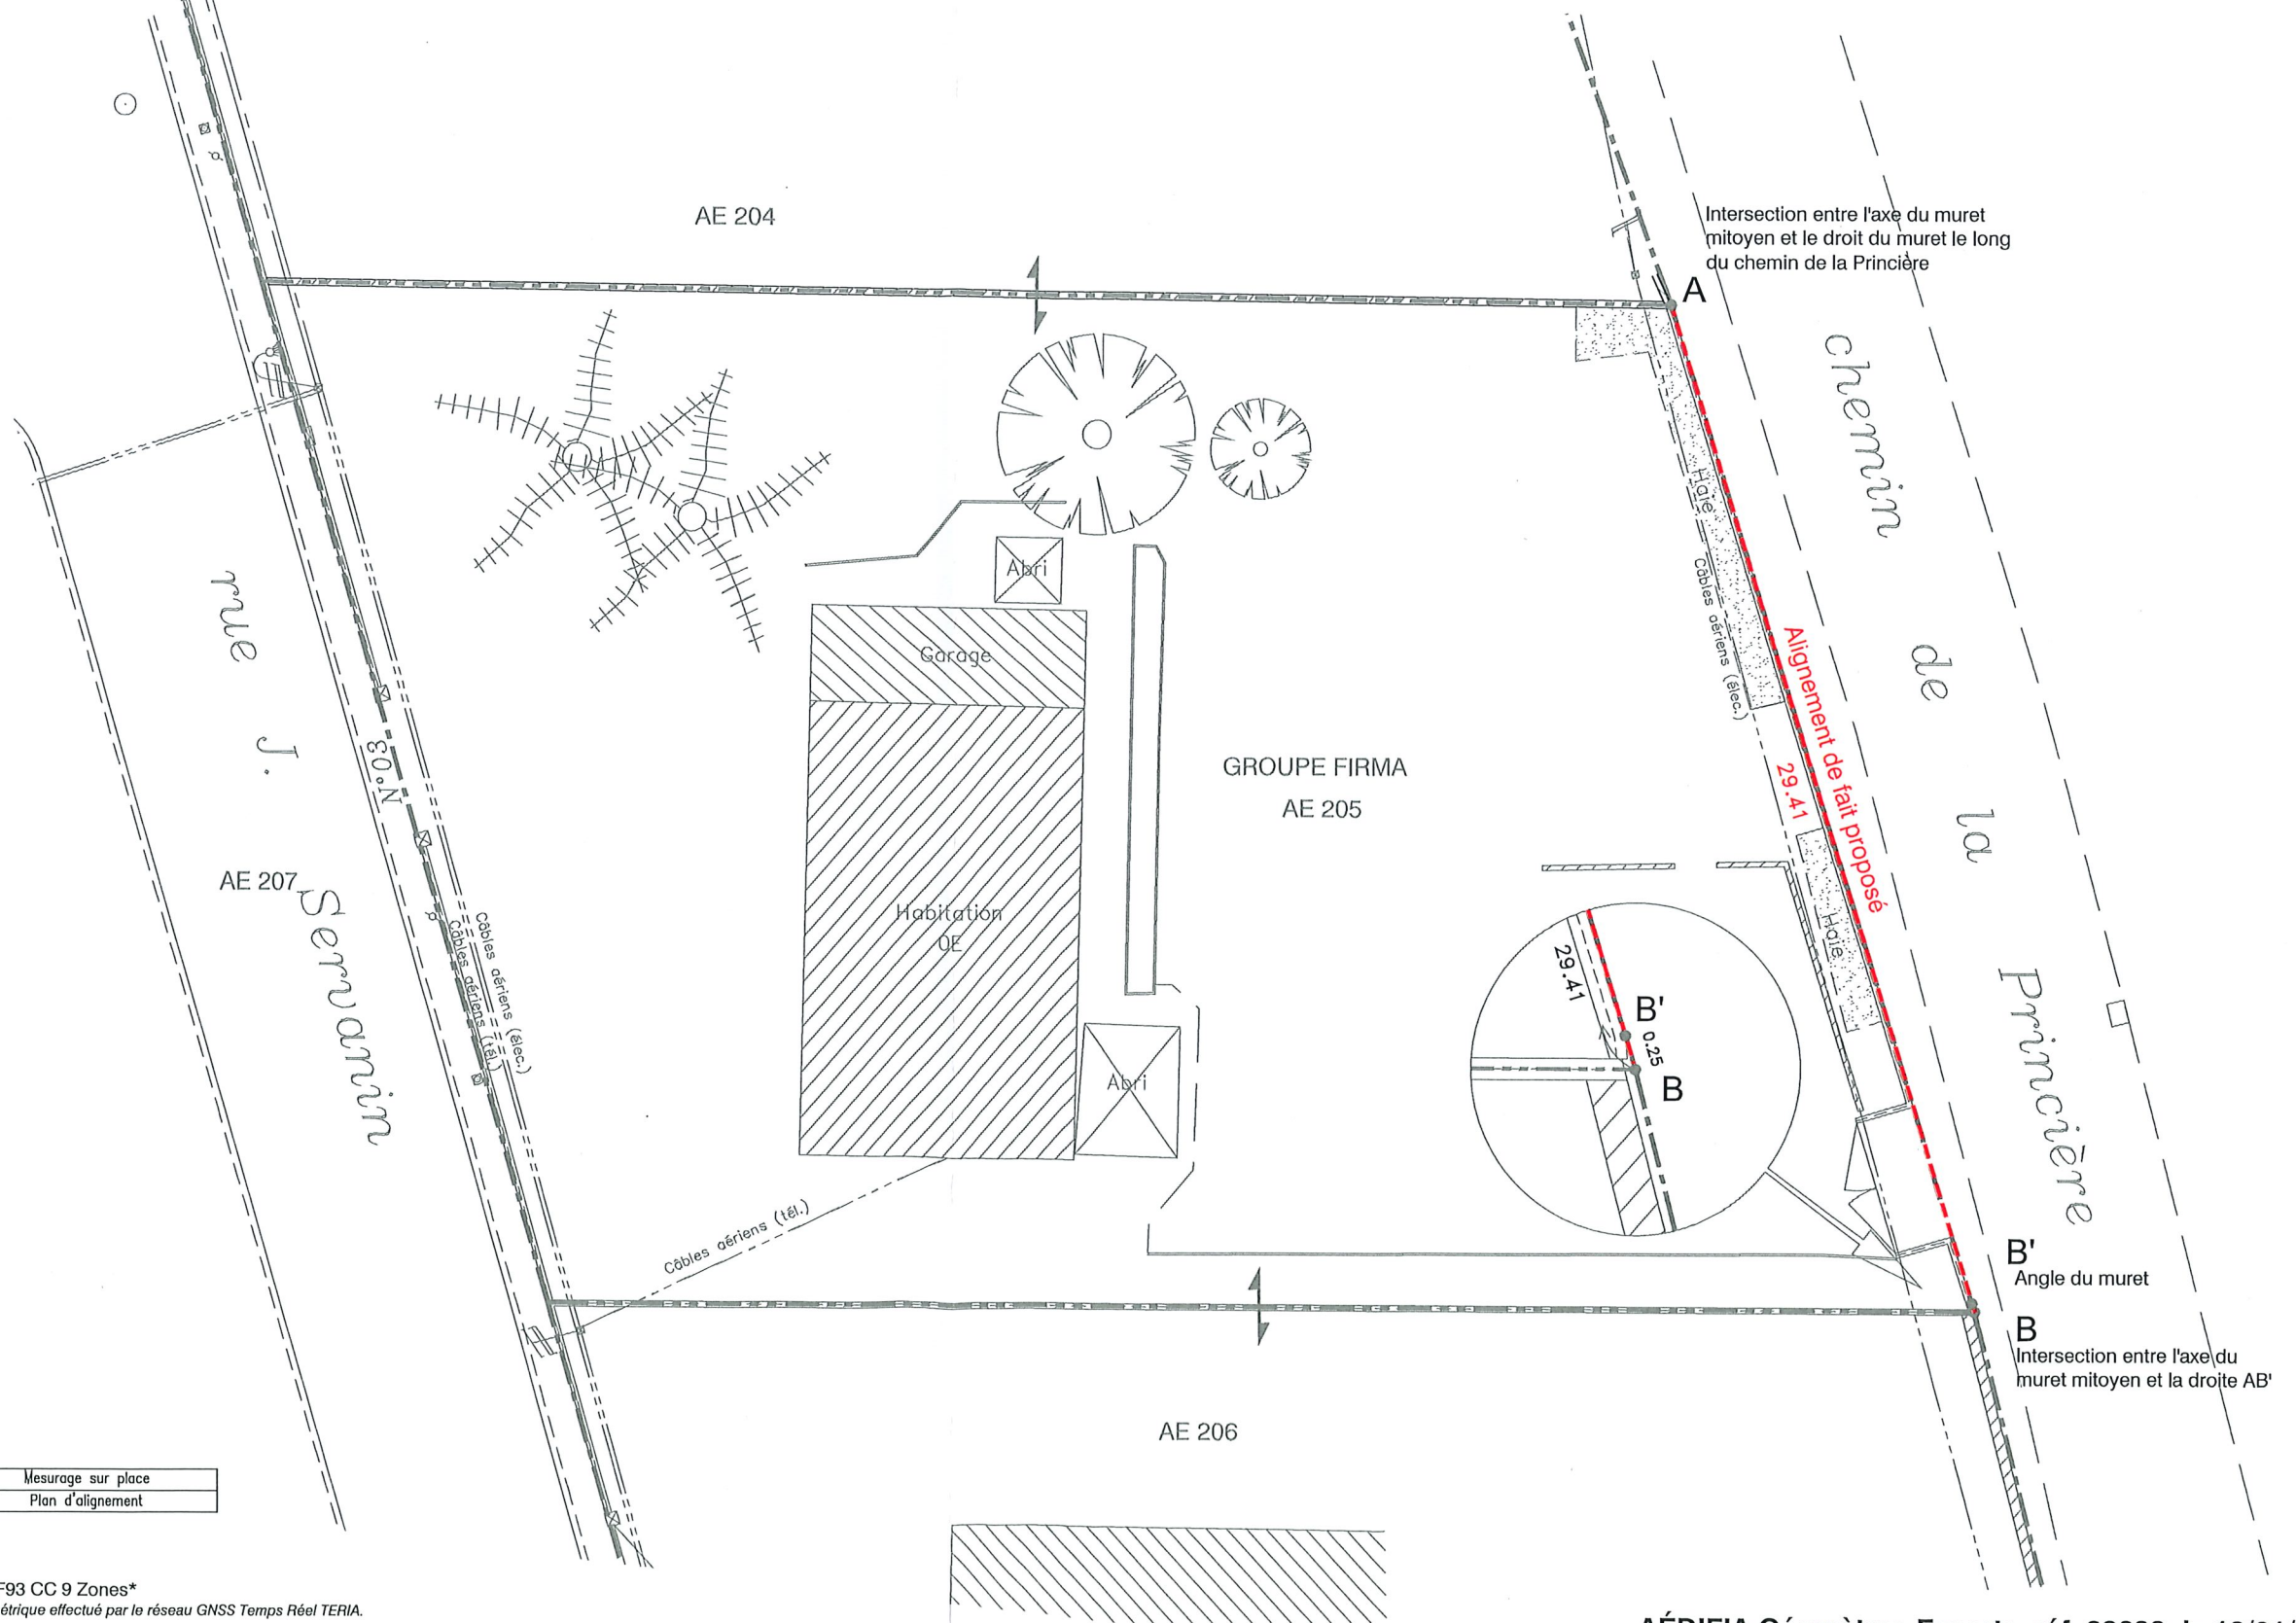 AE 204
Intersection entre l'axe du muret
mitoyen et le droit du muret le long
du chemin de la Princière
A
chemin
de
la
Princière
Haie
Câbles aériens (élec.)
Alignement de fait proposé
29.41
Haie
rue
J.
Servanin
N.03
AE 207
Câbles aériens (élec.)
Câbles aériens (tél.)
Abri
Garage
Habitation
0E
Abri
GROUPE FIRMA
AE 205
29.41
B'
0.25
B
Câbles aériens (tél.)
B'
Angle du muret
B
Intersection entre l'axe du
muret mitoyen et la droite AB'
AE 206
Mesurage sur place
Plan d'alignement
F93 CC 9 Zones*
étrique effectué par le réseau GNSS Temps Réel TERIA.